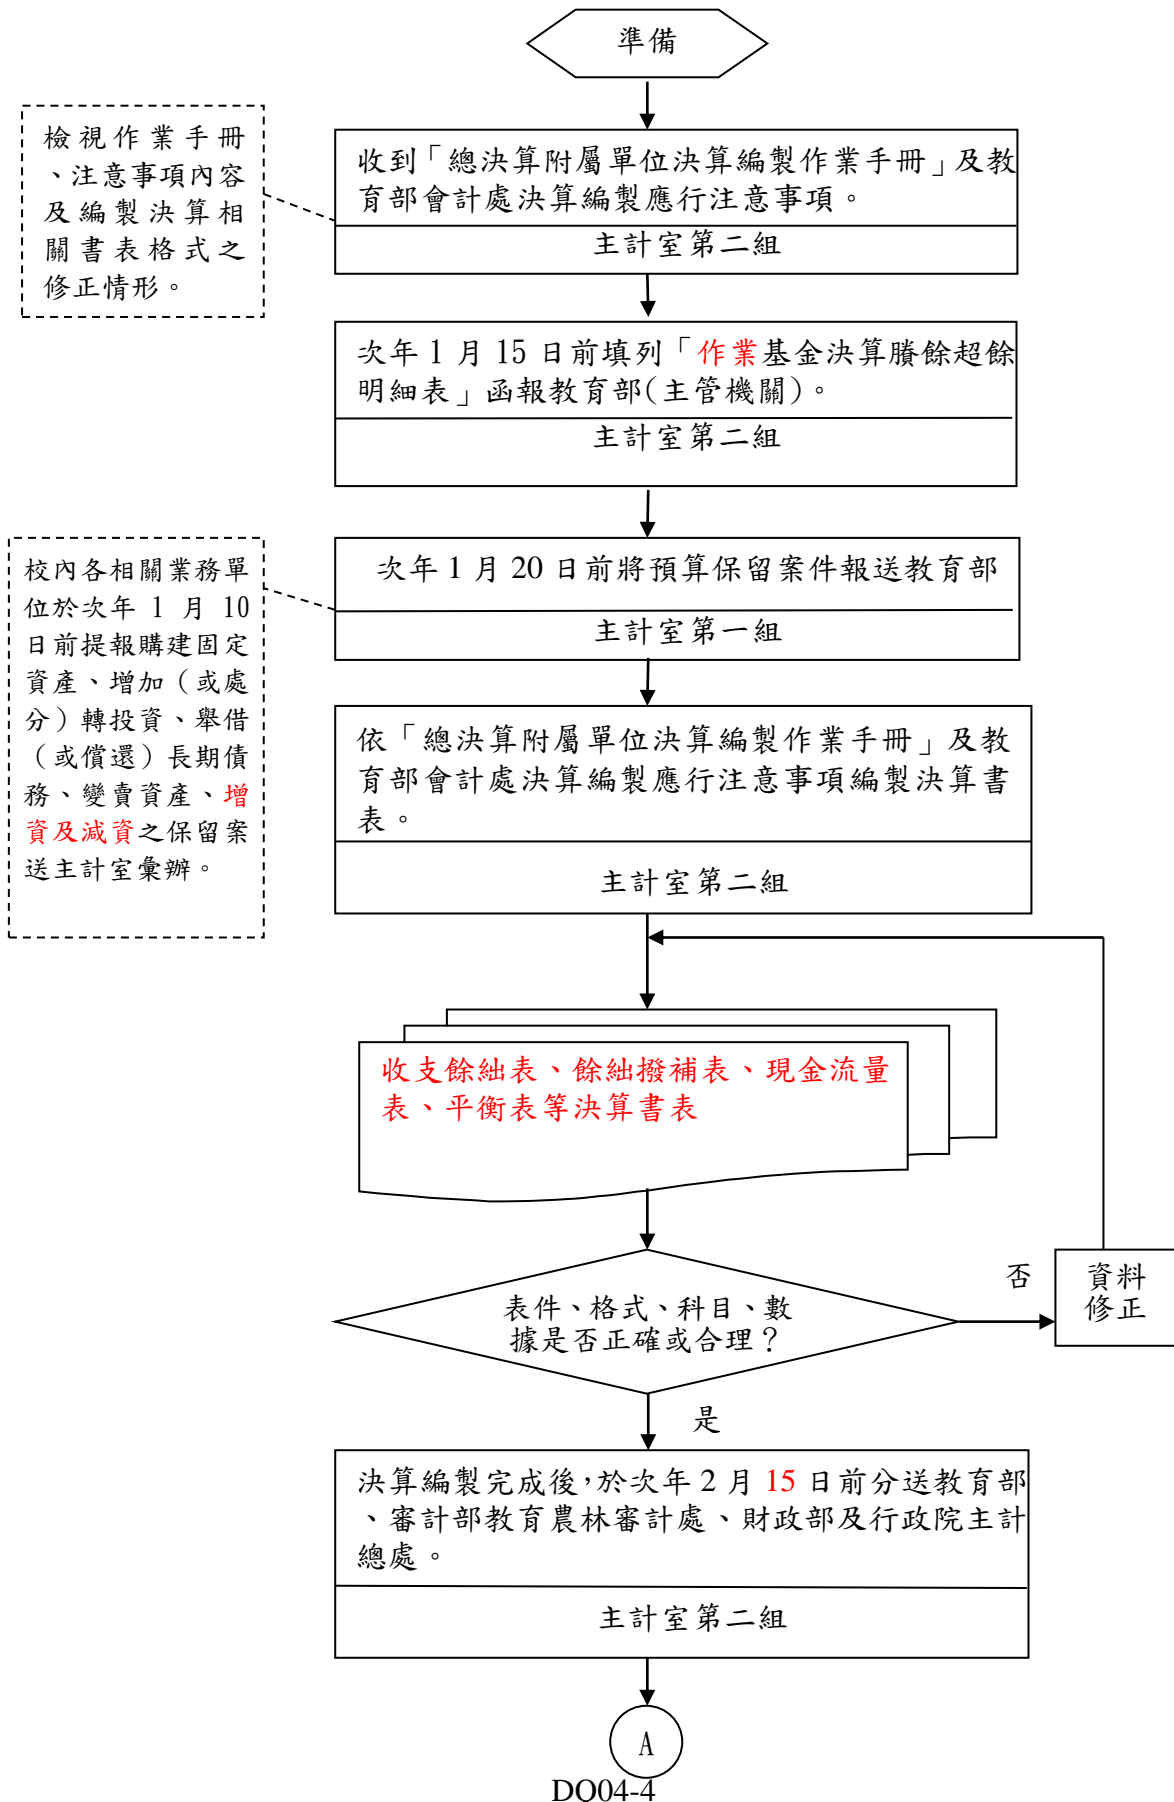 準備
檢視作業手冊
、注意事項內容
及編製決算相
關書表格式之
修正情形。
收到「總決算附屬單位決算編製作業手冊」及教
育部會計處決算編製應行注意事項。
主計室第二組
次年 1 月 15 日前填列「作業基金決算賸餘超餘
明細表」函報教育部(主管機關)。
主計室第二組
校內各相關業務單
位於次年 1 月 10
日前提報購建固定
資產、增加（或處
分）轉投資、舉借
（或償還）長期債
務、變賣資產、增
資及減資之保留案
送主計室彙辦。
次年 1 月 20 日前將預算保留案件報送教育部
主計室第一組
依「總決算附屬單位決算編製作業手冊」及教
育部會計處決算編製應行注意事項編製決算書
表。
主計室第二組
收支餘絀表、餘絀撥補表、現金流量
表、平衡表等決算書表
表件、格式、科目、數
據是否正確或合理？
否
資料
修正
是
決算編製完成後,於次年 2 月 15 日前分送教育部
、審計部教育農林審計處、財政部及行政院主計
總處。
主計室第二組
A
DO04-4